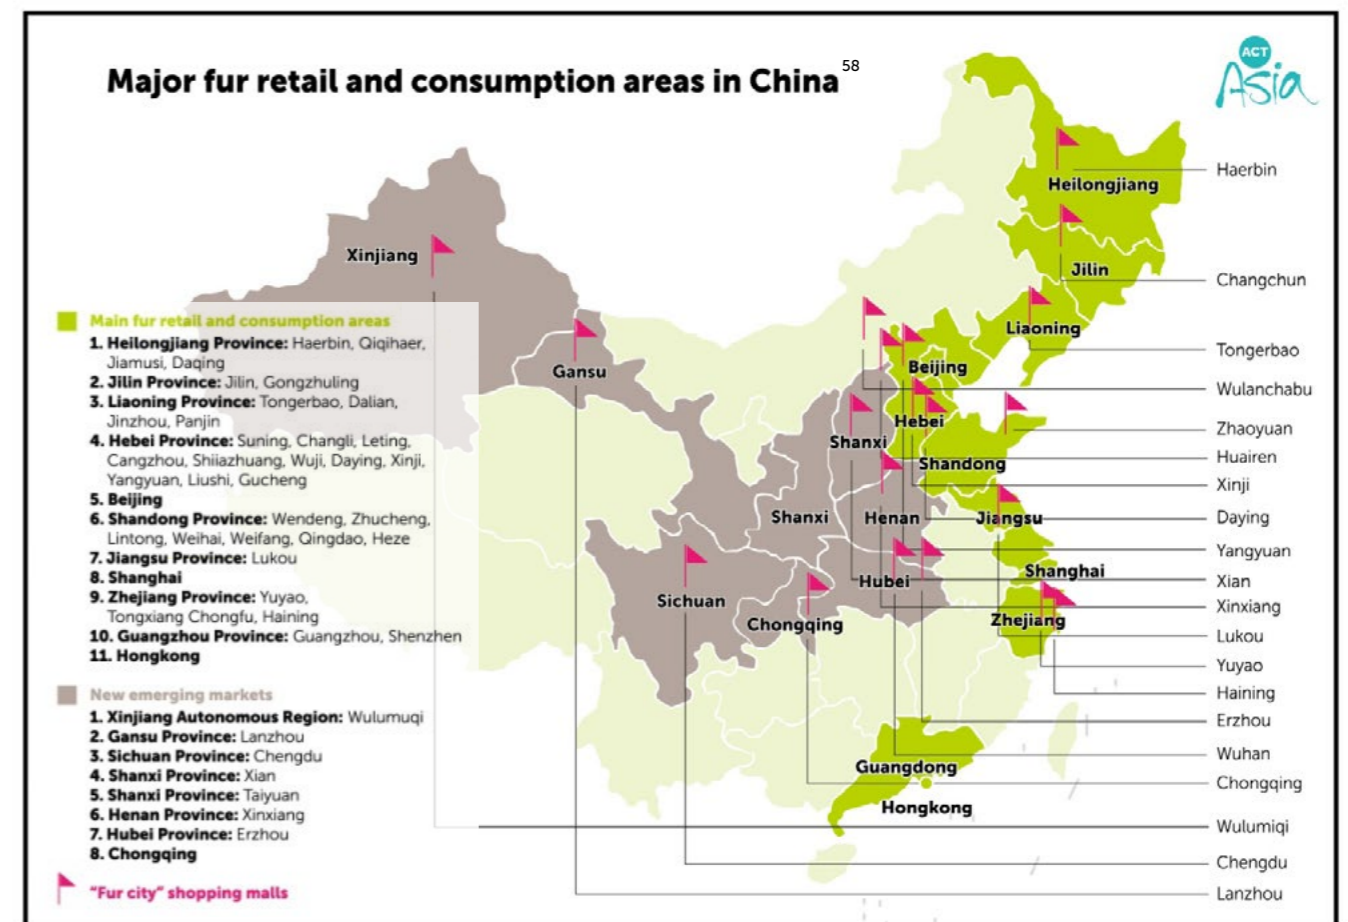 Major fur retail and consumption areas in China 58
ACT
Asia
Main fur retail and consumption areas
1. Heilongjiang Province: Haerbin, Qiqihaer,
Jiamusi, Daqing
2. Jilin Province: Jilin, Gongzhuling
3. Liaoning Province: Tongerbao, Dalian,
Jinzhou, Panjin
4. Hebei Province: Suning, Changli, Leting,
Cangzhou, Shiiazhuang, Wuji, Daying, Xinji,
Yangyuan, Liushi, Gucheng
5. Beijing
6. Shandong Province: Wendeng, Zhucheng,
Lintong, Weihai, Weifang, Qingdao, Heze
7. Jiangsu Province: Lukou
8. Shanghai
9. Zhejiang Province: Yuyao,
Tongxiang Chongfu, Haining
10. Guangzhou Province: Guangzhou, Shenzhen
11. Hongkong
New emerging markets
1. Xinjiang Autonomous Region: Wulumuqi
2. Gansu Province: Lanzhou
3. Sichuan Province: Chengdu
4. Shanxi Province: Xian
5. Shanxi Province: Taiyuan
6. Henan Province: Xinxiang
7. Hubei Province: Erzhou
8. Chongqing
"Fur city" shopping malls
Xinjiang
Gansu
Heilongjiang
Jilin
Liaoning
Beijing
Hebei
Shanxi
Shandong
Shanxi
Henan
Jiangsu
Shanghai
Hubei
Sichuan
Chongqing
Zhejiang
Guangdong
Hongkong
Haerbin
Changchun
Tongerbao
Wulanchabu
Zhaoyuan
Huairen
Xinji
Daying
Yangyuan
Xian
Xinxiang
Lukou
Yuyao
Haining
Erzhou
Wuhan
Chongqing
Wulumiqi
Chengdu
Lanzhou